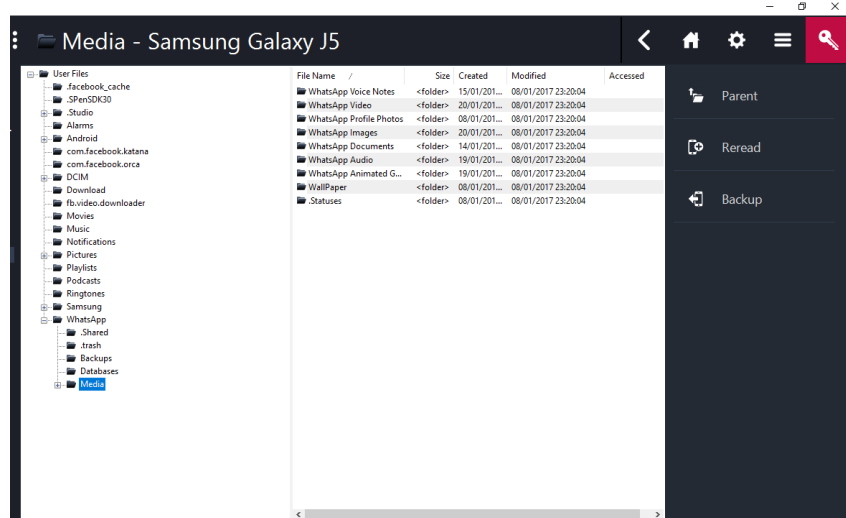 Media - Samsung Galaxy J5
User Files
.facebook_cache
.SPenSDK30
.Studio
Alarms
Android
com.facebook.katana
com.facebook.orca
DCIM
Download
fb.video.downloader
Movies
Music
Notifications
Pictures
Playlists
Podcasts
Ringtones
Samsung
WhatsApp
.Shared
.trash
Backups
Databases
Media
File Name / Size Created Modified Accessed
WhatsApp Voice Notes <folder> 15/01/201... 08/01/2017 23:20:04
WhatsApp Video <folder> 20/01/201... 08/01/2017 23:20:04
WhatsApp Profile Photos <folder> 08/01/201... 08/01/2017 23:20:04
WhatsApp Images <folder> 20/01/201... 08/01/2017 23:20:04
WhatsApp Documents <folder> 14/01/201... 08/01/2017 23:20:04
WhatsApp Audio <folder> 19/01/201... 08/01/2017 23:20:04
WhatsApp Animated G... <folder> 19/01/201... 08/01/2017 23:20:04
WallPaper <folder> 08/01/201... 08/01/2017 23:20:04
.Statuses <folder> 08/01/201... 08/01/2017 23:20:04
Parent
Reread
Backup